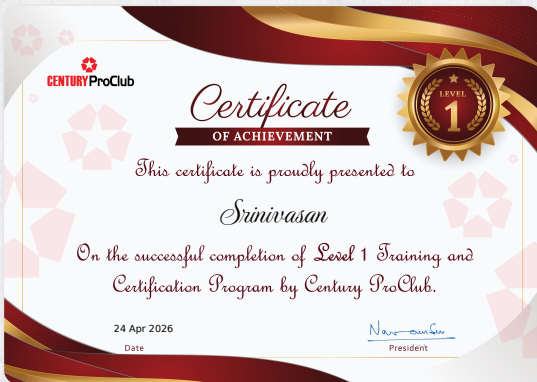 CENTURY ProClub
Certificate
OF ACHIEVEMENT
LEVEL
1
This certificate is proudly presented to
Srinivasan
On the successful completion of Level 1 Training and
Certification Program by Century ProClub.
24 Apr 2026
Date
President